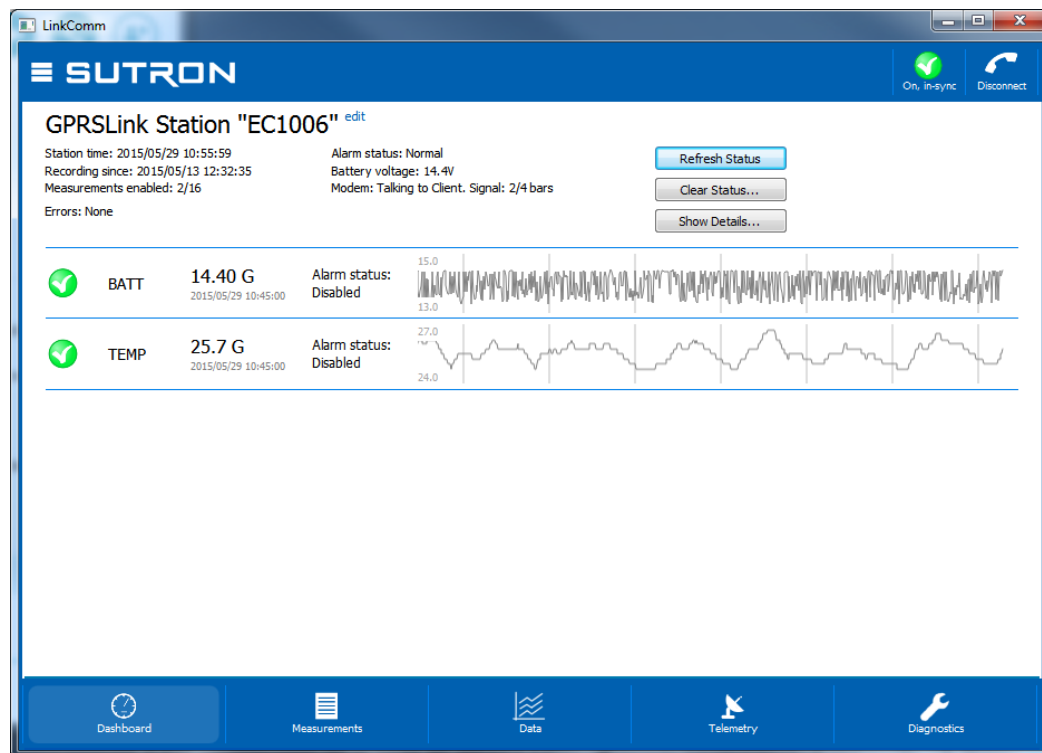 LinkComm
SUTRON
On, in-sync
Disconnect
GPRSLink Station "EC1006" edit
Station time: 2015/05/29 10:55:59
Recording since: 2015/05/13 12:32:35
Measurements enabled: 2/16
Errors: None
Alarm status: Normal
Battery voltage: 14.4V
Modem: Talking to Client. Signal: 2/4 bars
Refresh Status
Clear Status...
Show Details...
BATT
14.40 G
2015/05/29 10:45:00
Alarm status:
Disabled
15.0
13.0
TEMP
25.7 G
2015/05/29 10:45:00
Alarm status:
Disabled
27.0
24.0
Dashboard
Measurements
Data
Telemetry
Diagnostics